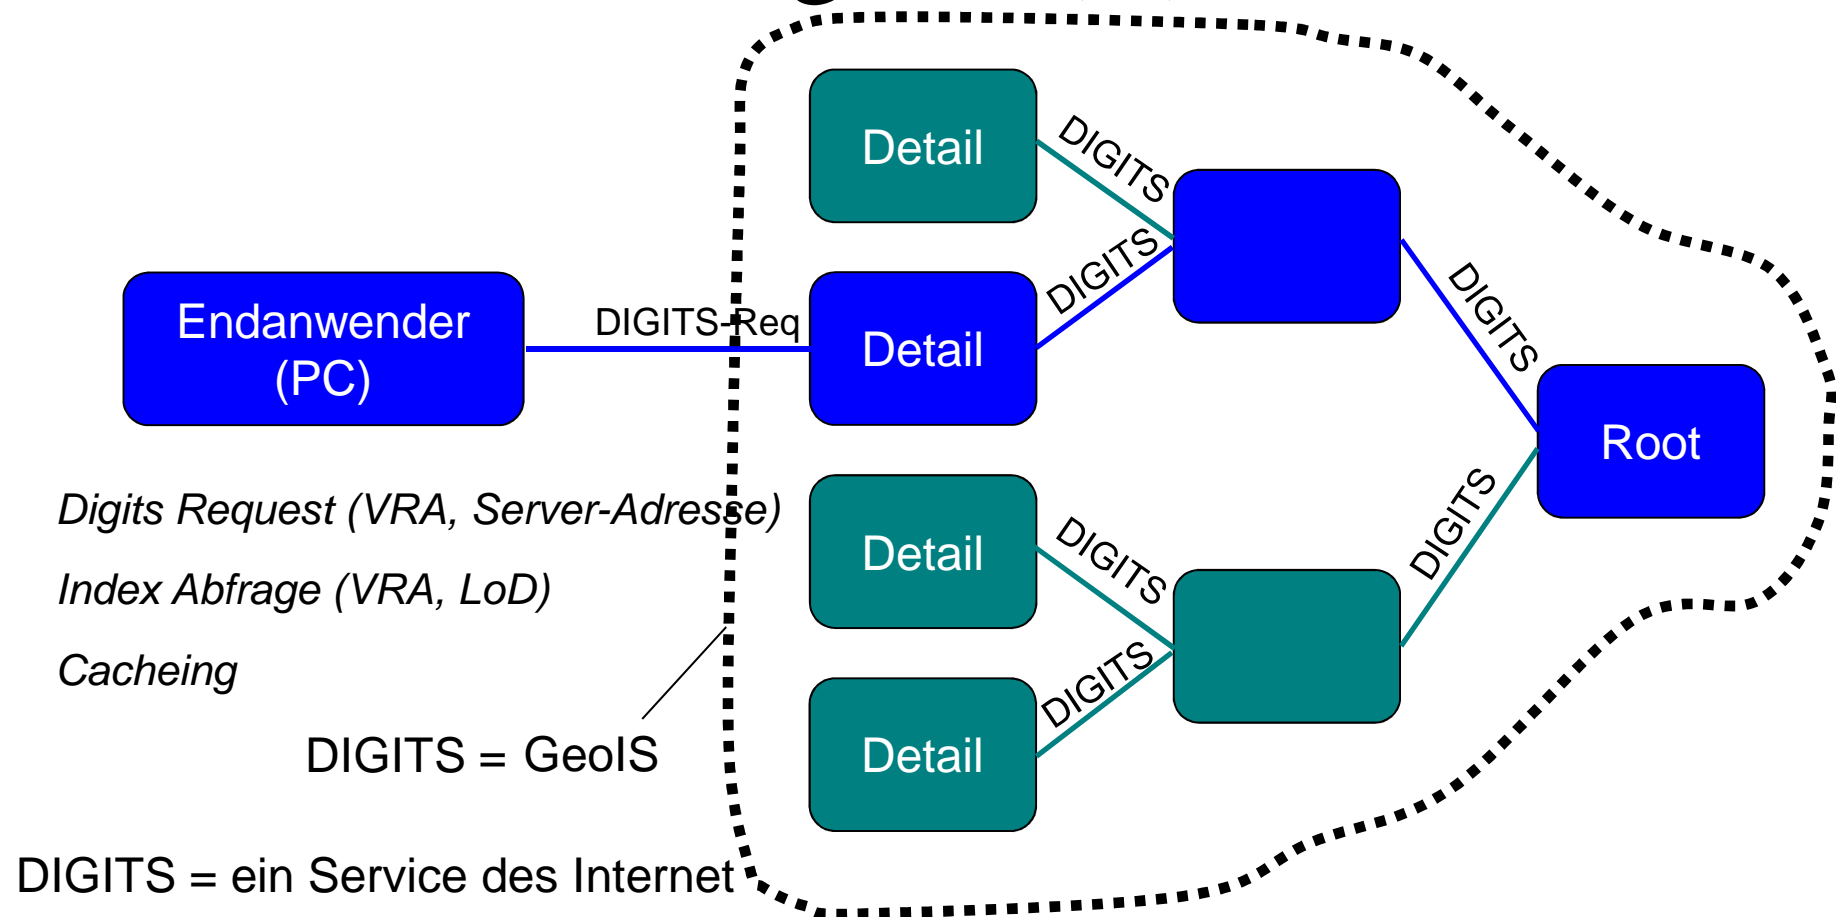 Detail
DIGITS
DIGITS
Endanwender
(PC)
DIGITS-Req
Detail
DIGITS
Root
Digits Request (VRA, Server-Adresse)
Index Abfrage (VRA, LoD)
Cacheing
Detail
DIGITS
DIGITS
DIGITS
Detail
DIGITS = GeoIS
DIGITS = ein Service des Internet